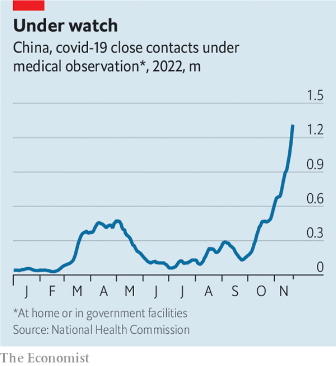 Under watch
China, covid-19 close contacts under
medical observation*, 2022, m
1.5
1.2
0.9
0.6
0.3
0
J F M A M J J A S O N
*At home or in government facilities
Source: National Health Commission
The Economist